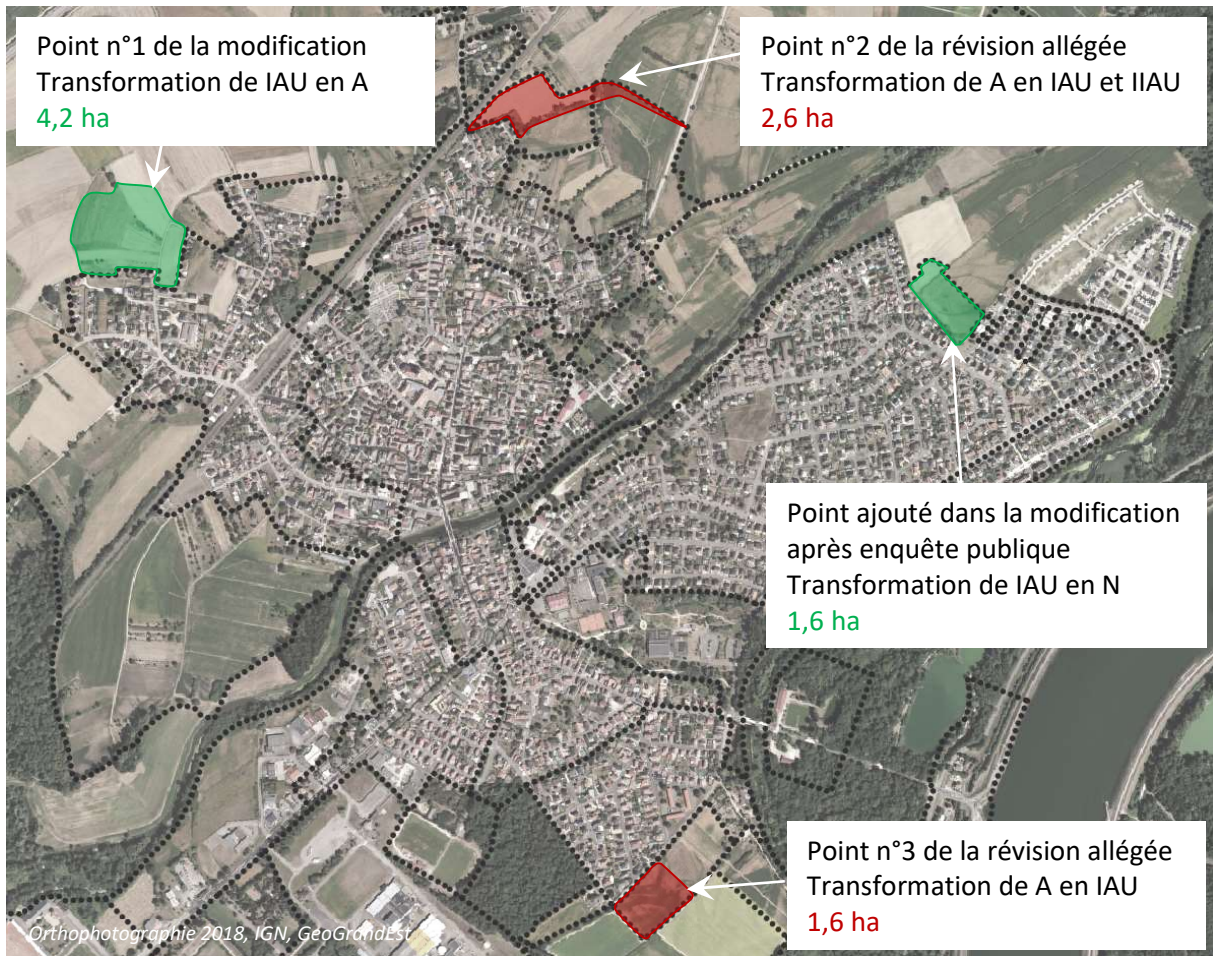 Point n°1 de la modification
Transformation de IAU en A
4,2 ha
Point n°2 de la révision allégée
Transformation de A en IAU et IIAU
2,6 ha
Point ajouté dans la modification
après enquête publique
Transformation de IAU en N
1,6 ha
Point n°3 de la révision allégée
Transformation de A en IAU
1,6 ha
Orthophotographie 2018, IGN, GeoGrandEst